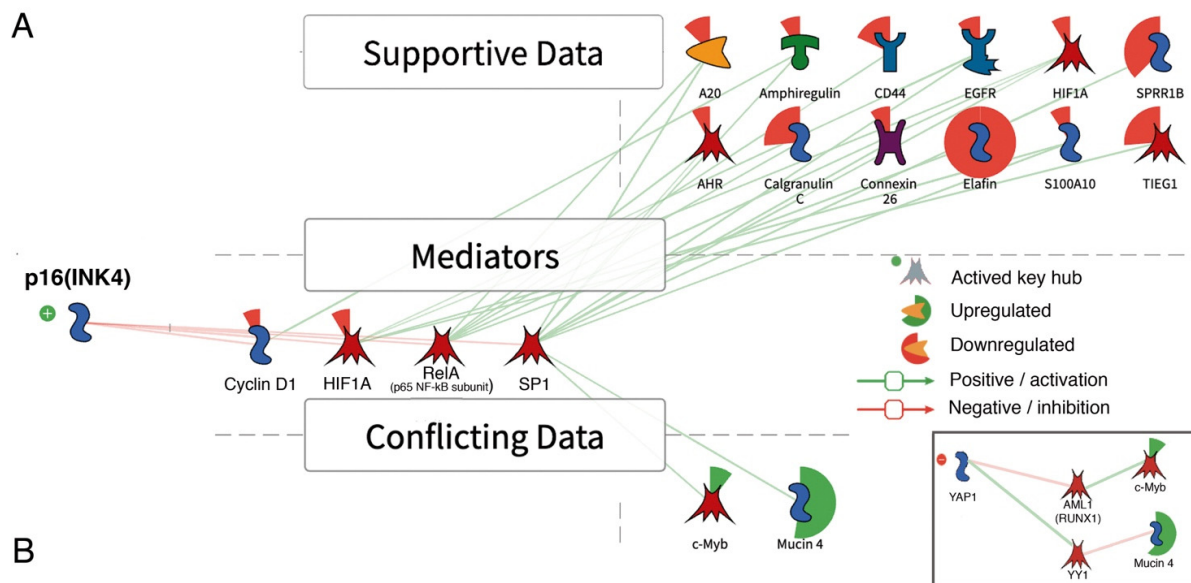 A
Supportive Data
A20
Amphiregulin
CD44
EGFR
HIF1A
SPRR1B
AHR
Calgranulin
C
Connexin
26
Elafin
S100A10
TIEG1
Mediators
p16(INK4)
Cyclin D1
HIF1A
RelA
(p65 NF-kB subunit)
SP1
Actived key hub
Upregulated
Downregulated
Positive / activation
Negative / inhibition
Conflicting Data
c-Myb
Mucin 4
B
YAP1
AML1
(RUNX1)
c-Myb
YY1
Mucin 4